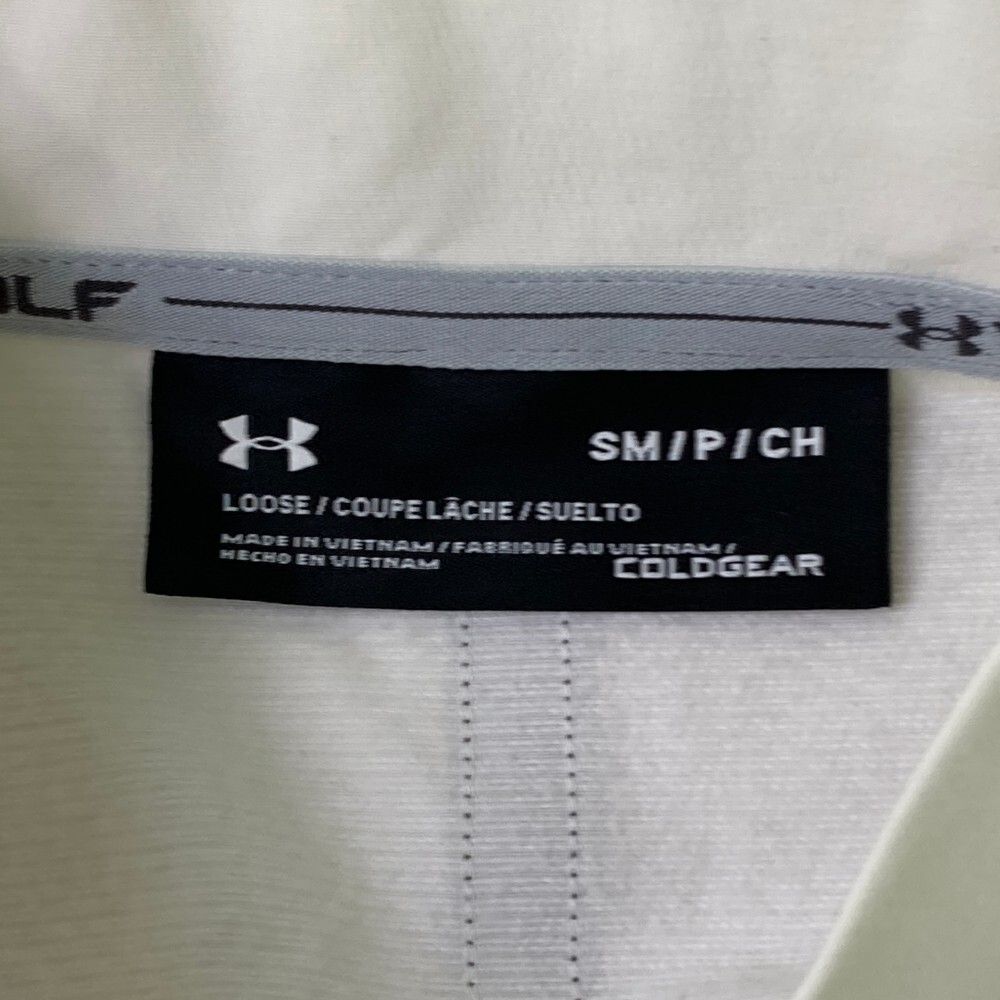 OLF
SM/P/CH
LOOSE / COUPE LÂCHE / SUELTO
MADE IN VIETNAM / FABRIQUÉ AU VIETNAM /
HECHO EN VIETNAM
COLDGEAR